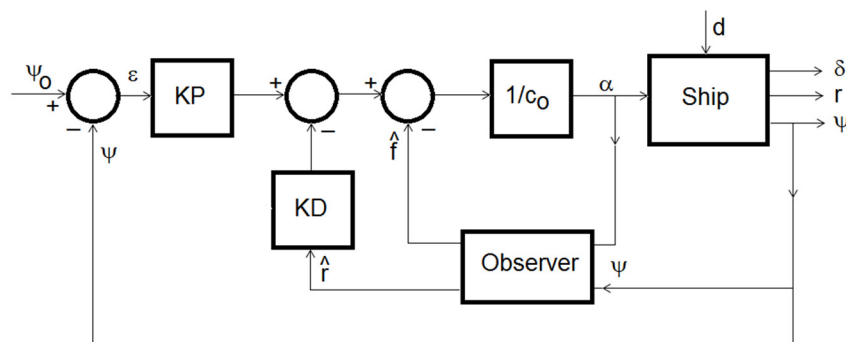 d
ψo
+
−
ε
KP
+
−
+
−
1/co
α
Ship
δ
r
ψ
ψ
f̂
KD
r̂
Observer
ψ